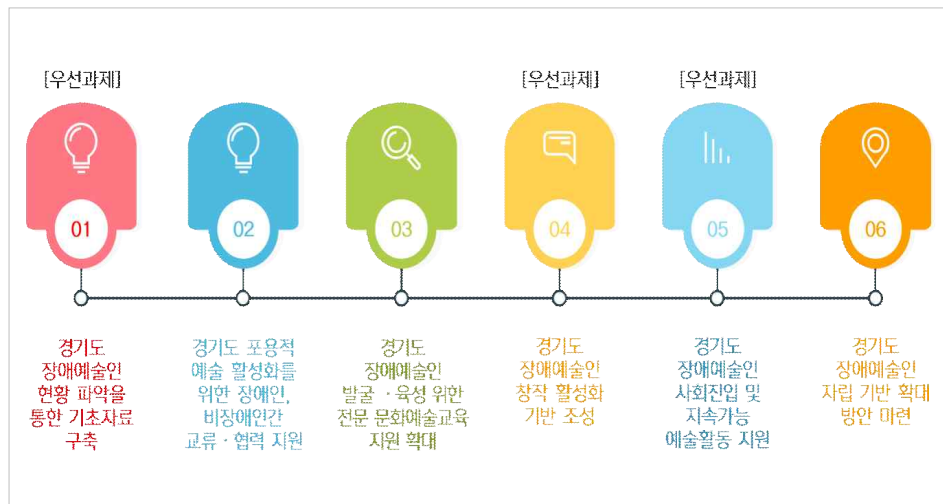 [우선과제]
[우선과제]
[우선과제]
01
02
03
04
05
06
경기도
장애예술인
현황 파악을
통한 기초자료
구축
경기도 포용적
예술 활성화를
위한 장애인,
비장애인간
교류·협력 지원
경기도
장애예술인
발굴·육성 위한
전문 문화예술교육
지원 확대
경기도
장애예술인
창작 활성화
기반 조성
경기도
장애예술인
사회진입 및
지속가능
예술활동 지원
경기도
장애예술인
자립 기반 확대
방안 마련